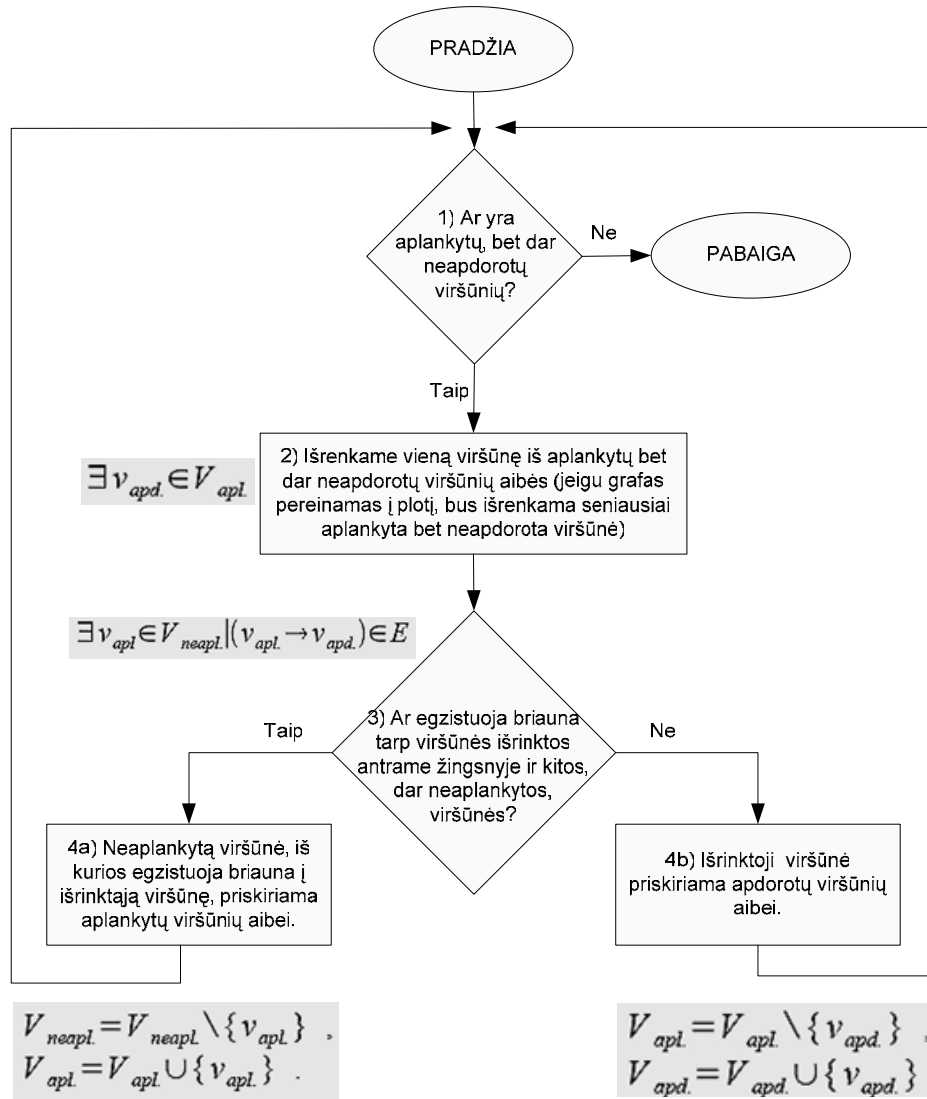 PRADŽIA
1) Ar yra
aplankytų, bet dar
neapdorotų
viršūnių?
Ne
PABAIGA
Taip
∃ v_apd. ∈ V_apl.
2) Išrenkame vieną viršūnę iš aplankytų bet
dar neapdorotų viršūnių aibės (jeigu grafas
pereinamas į plotį, bus išrenkama seniausiai
aplankyta bet neapdorota viršūnė)
∃ v_apl ∈ V_neapl. | (v_apl. → v_apd.) ∈ E
Taip
3) Ar egzistuoja briauna
tarp viršūnės išrinktos
antrame žingsnyje ir kitos,
dar neaplankytos,
viršūnės?
Ne
4a) Neaplankytą viršūnė, iš
kurios egzistuoja briauna į
išrinktają viršūnę, priskiriama
aplankytų viršūnių aibei.
4b) Išrinktoji viršūnė
priskiriama apdorotų viršūnių
aibei.
V_neapl. = V_neapl. \ { v_apl. } ,
V_apl. = V_apl. ∪ { v_apl. } .
V_apl. = V_apl. \ { v_apd. } ,
V_apd. = V_apd. ∪ { v_apd. }